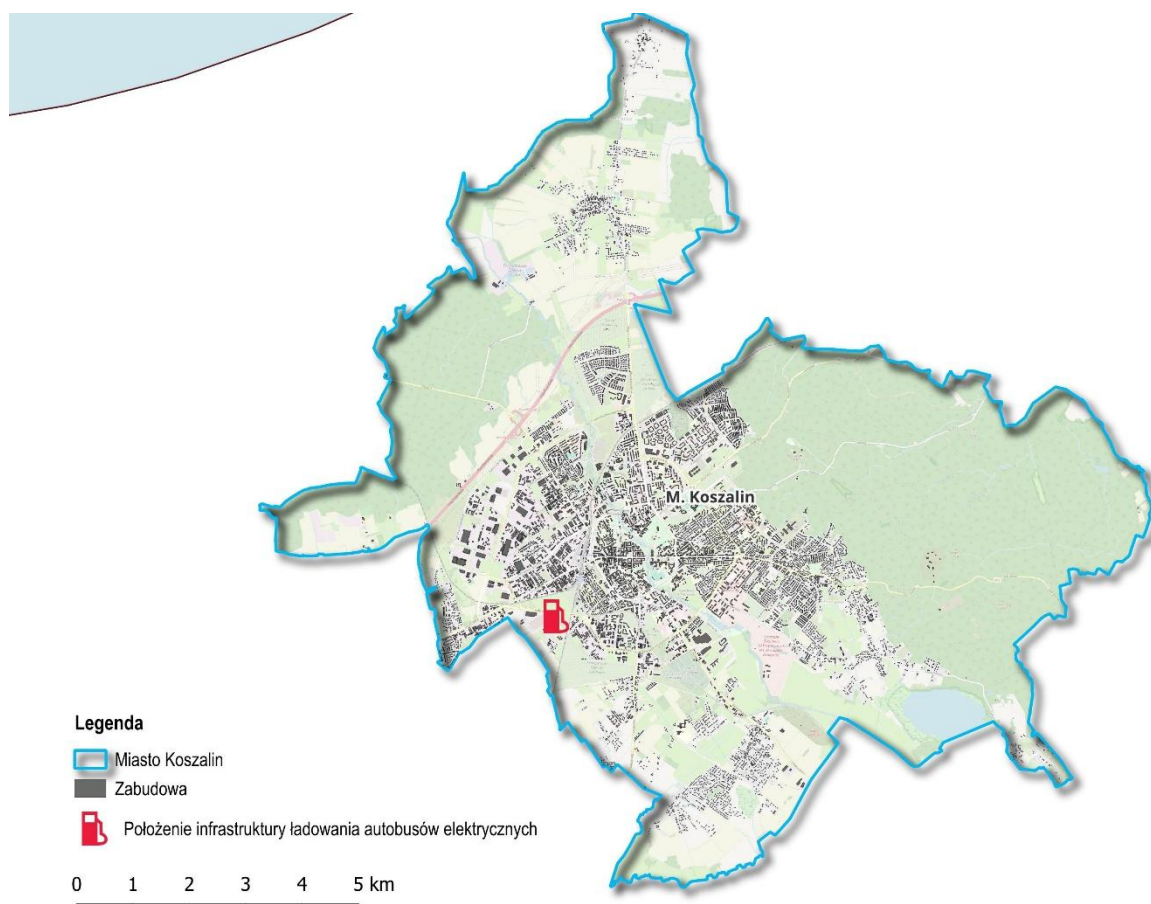 M. Koszalin
Legenda
Miasto Koszalin
Zabudowa
Położenie infrastruktury ładowania autobusów elektrycznych
0 1 2 3 4 5 km